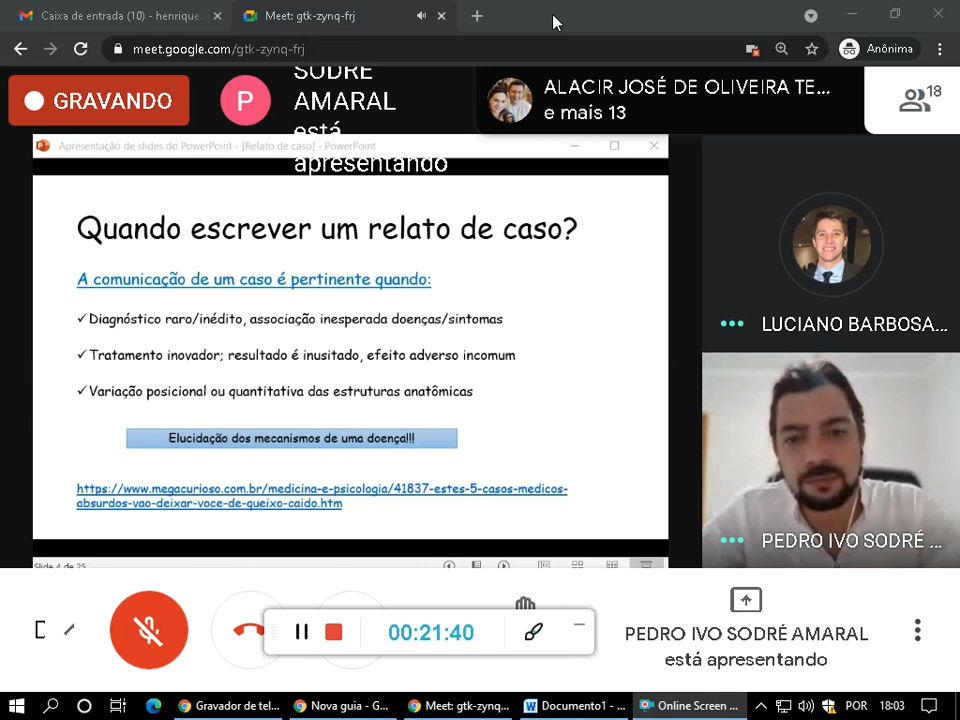 Caixa de entrada (10) - henrique.
Meet: gtk-zynq-frj
meet.google.com/gtk-zynq-frj
Anônima
GRAVANDO
P
SODRÉ
AMARAL
está
apresentando
ALACIR JOSÉ DE OLIVEIRA TE...
e mais 13
18
Apresentação de slides do PowerPoint - [Relato de caso] - PowerPoint
Quando escrever um relato de caso?
A comunicação de um caso é pertinente quando:
✓Diagnóstico raro/inédito, associação inesperada doenças/sintomas
✓Tratamento inovador; resultado é inusitado, efeito adverso incomum
✓Variação posicional ou quantitativa das estruturas anatômicas
Elucidação dos mecanismos de uma doença!!!
https://www.megacurioso.com.br/medicina-e-psicologia/41837-estes-5-casos-medicos-
absurdos-vao-deixar-voce-de-queixo-caido.htm
Slide 4 de 25
LUCIANO BARBOSA...
PEDRO IVO SODRÉ ...
00:21:40
PEDRO IVO SODRÉ AMARAL
está apresentando
Gravador de tel...
Nova guia - G...
Meet: gtk-zynq...
Documento1 - ...
Online Screen ...
POR
18:03